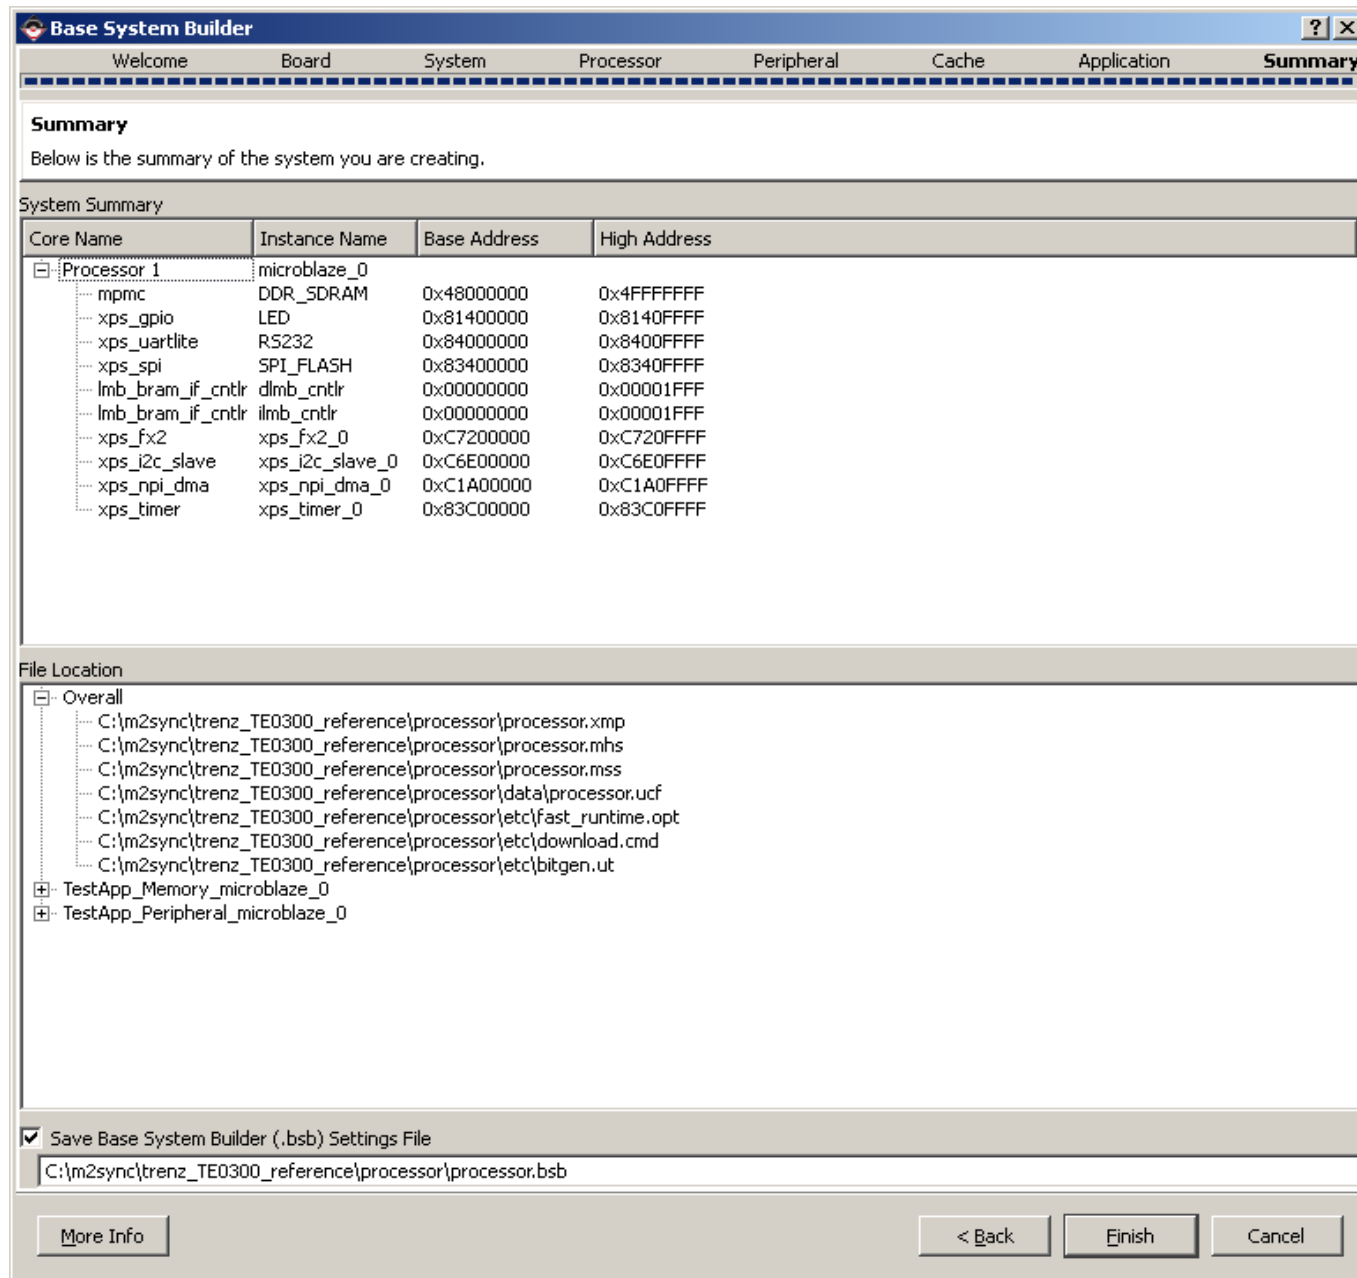 Base System Builder
Welcome Board System Processor Peripheral Cache Application Summary
Summary
Below is the summary of the system you are creating.
System Summary
Core Name Instance Name Base Address High Address
Processor 1 microblaze_0
mpmc DDR_SDRAM 0x48000000 0x4FFFFFFF
xps_gpio LED 0x81400000 0x8140FFFF
xps_uartlite RS232 0x84000000 0x8400FFFF
xps_spi SPI_FLASH 0x83400000 0x8340FFFF
lmb_bram_if_cntlr dlmb_cntlr 0x00000000 0x00001FFF
lmb_bram_if_cntlr ilmb_cntlr 0x00000000 0x00001FFF
xps_fx2 xps_fx2_0 0xC7200000 0xC720FFFF
xps_i2c_slave xps_i2c_slave_0 0xC6E00000 0xC6E0FFFF
xps_npi_dma xps_npi_dma_0 0xC1A00000 0xC1A0FFFF
xps_timer xps_timer_0 0x83C00000 0x83C0FFFF
File Location
Overall
C:\m2sync\trenz_TE0300_reference\processor\processor.xmp
C:\m2sync\trenz_TE0300_reference\processor\processor.mhs
C:\m2sync\trenz_TE0300_reference\processor\processor.mss
C:\m2sync\trenz_TE0300_reference\processor\data\processor.ucf
C:\m2sync\trenz_TE0300_reference\processor\etc\fast_runtime.opt
C:\m2sync\trenz_TE0300_reference\processor\etc\download.cmd
C:\m2sync\trenz_TE0300_reference\processor\etc\bitgen.ut
TestApp_Memory_microblaze_0
TestApp_Peripheral_microblaze_0
Save Base System Builder (.bsb) Settings File
C:\m2sync\trenz_TE0300_reference\processor\processor.bsb
More Info < Back Finish Cancel